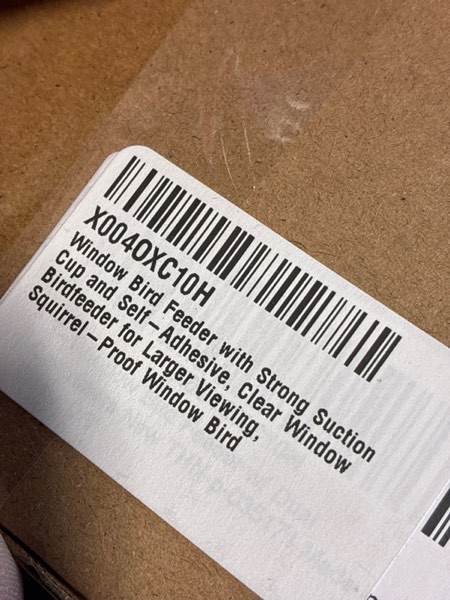 X004OXC10H
Window Bird Feeder with Strong Suction
Cup and Self-Adhesive, Clear Window
Birdfeeder for Larger Viewing,
Squirrel-Proof Window Bird